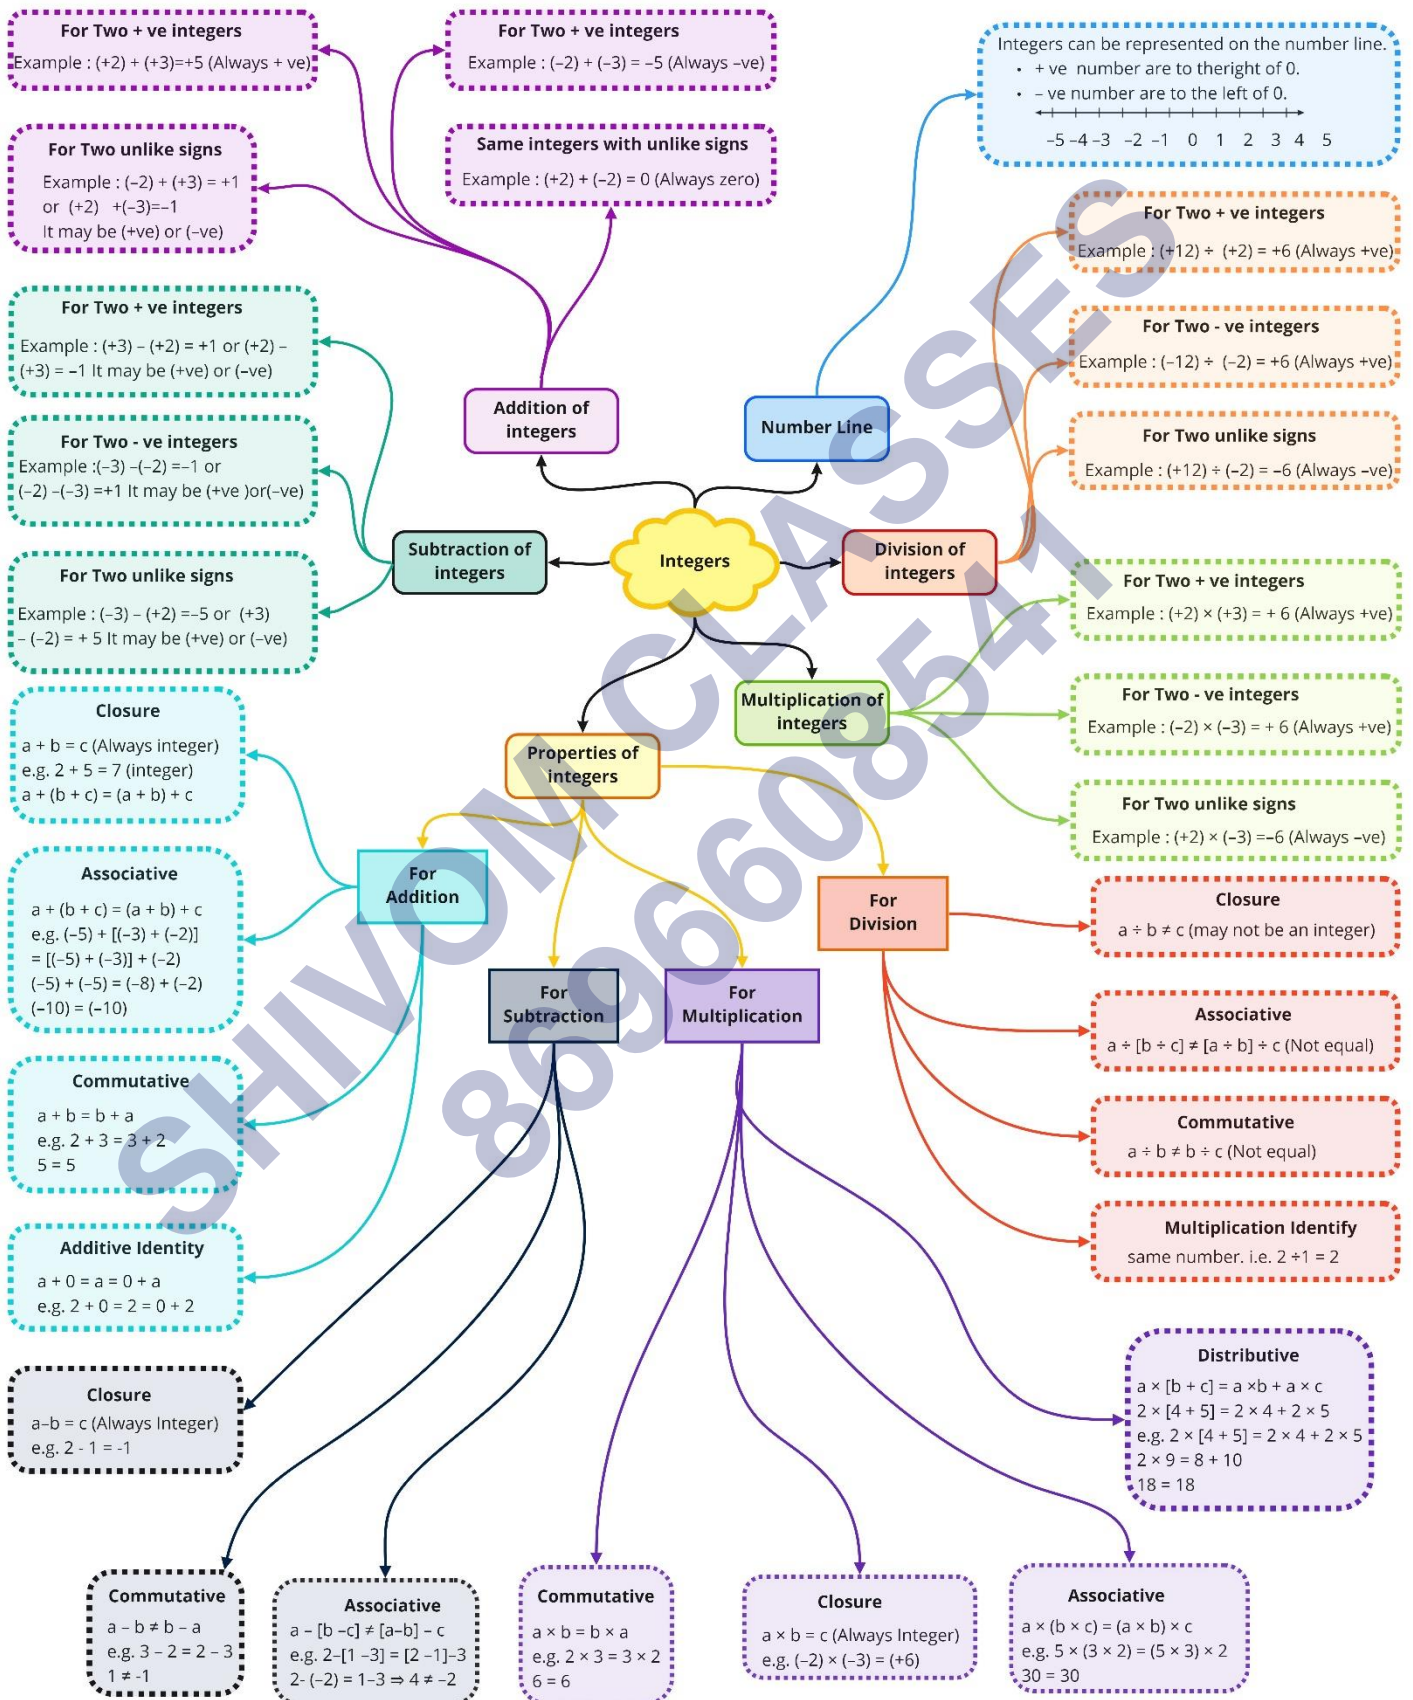 For Two + ve integers
Example : (+2) + (+3)=+5 (Always + ve)
For Two + ve integers
Example : (–2) + (–3) = –5 (Always –ve)
Integers can be represented on the number line.
• + ve number are to theright of 0.
• – ve number are to the left of 0.
–5 –4 –3 –2 –1 0 1 2 3 4 5
For Two unlike signs
Example : (–2) + (+3) = +1
or (+2) +(–3)=–1
It may be (+ve) or (–ve)
Same integers with unlike signs
Example : (+2) + (–2) = 0 (Always zero)
For Two + ve integers
Example : (+12) ÷ (+2) = +6 (Always +ve)
For Two + ve integers
Example : (+3) – (+2) = +1 or (+2) –
(+3) = –1 It may be (+ve) or (–ve)
For Two - ve integers
Example : (–12) ÷ (–2) = +6 (Always +ve)
Addition of
integers
Number Line
For Two - ve integers
Example :(–3) –(–2) =–1 or
(–2) –(–3) =+1 It may be (+ve )or(–ve)
For Two unlike signs
Example : (+12) ÷ (–2) = –6 (Always –ve)
Subtraction of
integers
Integers
Division of
integers
For Two unlike signs
Example : (–3) – (+2) =–5 or (+3)
– (–2) = + 5 It may be (+ve) or (–ve)
For Two + ve integers
Example : (+2) × (+3) = + 6 (Always +ve)
Multiplication of
integers
For Two - ve integers
Example : (–2) × (–3) = + 6 (Always +ve)
For Two unlike signs
Example : (+2) × (–3) =–6 (Always –ve)
Properties of
integers
Closure
a + b = c (Always integer)
e.g. 2 + 5 = 7 (integer)
a + (b + c) = (a + b) + c
Associative
a + (b + c) = (a + b) + c
e.g. (–5) + [(–3) + (–2)]
= [(–5) + (–3)] + (–2)
(–5) + (–5) = (–8) + (–2)
(–10) = (–10)
For
Addition
For
Division
For
Subtraction
For
Multiplication
Closure
a ÷ b ≠ c (may not be an integer)
Associative
a ÷ [b ÷ c] ≠ [a ÷ b] ÷ c (Not equal)
Commutative
a + b = b + a
e.g. 2 + 3 = 3 + 2
5 = 5
Commutative
a ÷ b ≠ b ÷ c (Not equal)
Additive Identity
a + 0 = a = 0 + a
e.g. 2 + 0 = 2 = 0 + 2
Multiplication Identify
same number. i.e. 2 ÷1 = 2
Closure
a–b = c (Always Integer)
e.g. 2 - 1 = -1
Distributive
a × [b + c] = a ×b + a × c
2 × [4 + 5] = 2 × 4 + 2 × 5
e.g. 2 × [4 + 5] = 2 × 4 + 2 × 5
2 × 9 = 8 + 10
18 = 18
Commutative
a – b ≠ b – a
e.g. 3 – 2 = 2 – 3
1 ≠ -1
Associative
a – [b –c] ≠ [a–b] – c
e.g. 2–[1 –3] = [2 –1]–3
2- (–2) = 1–3 ⇒ 4 ≠ –2
Commutative
a × b = b × a
e.g. 2 × 3 = 3 × 2
6 = 6
Closure
a × b = c (Always Integer)
e.g. (–2) × (–3) = (+6)
Associative
a × (b × c) = (a × b) × c
e.g. 5 × (3 × 2) = (5 × 3) × 2
30 = 30
SHIVOM CLASSES
8696608541